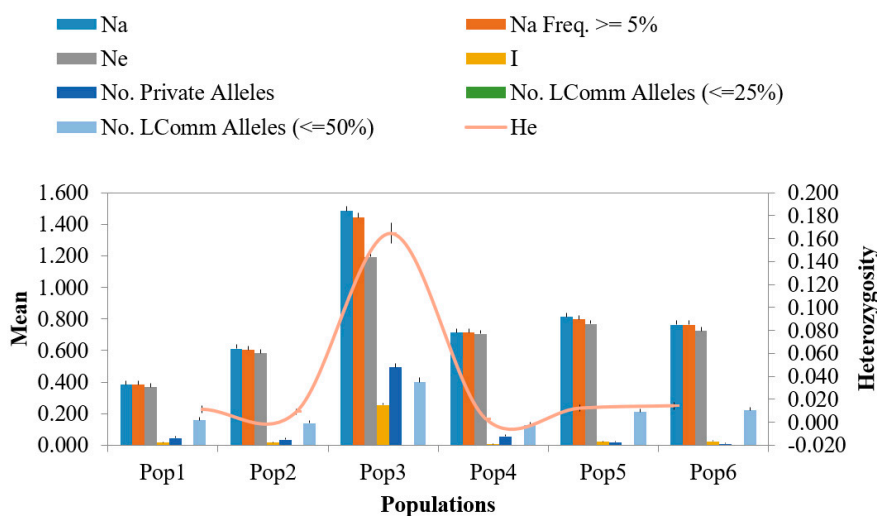 Na
Na Freq. >= 5%
Ne
I
No. Private Alleles
No. LComm Alleles (<=25%)
No. LComm Alleles (<=50%)
He
1.600
1.400
1.200
1.000
0.800
0.600
0.400
0.200
0.000
Mean
0.200
0.180
0.160
0.140
0.120
0.100
0.080
0.060
0.040
0.020
0.000
-0.020
Heterozygosity
Pop1 Pop2 Pop3 Pop4 Pop5 Pop6
Populations